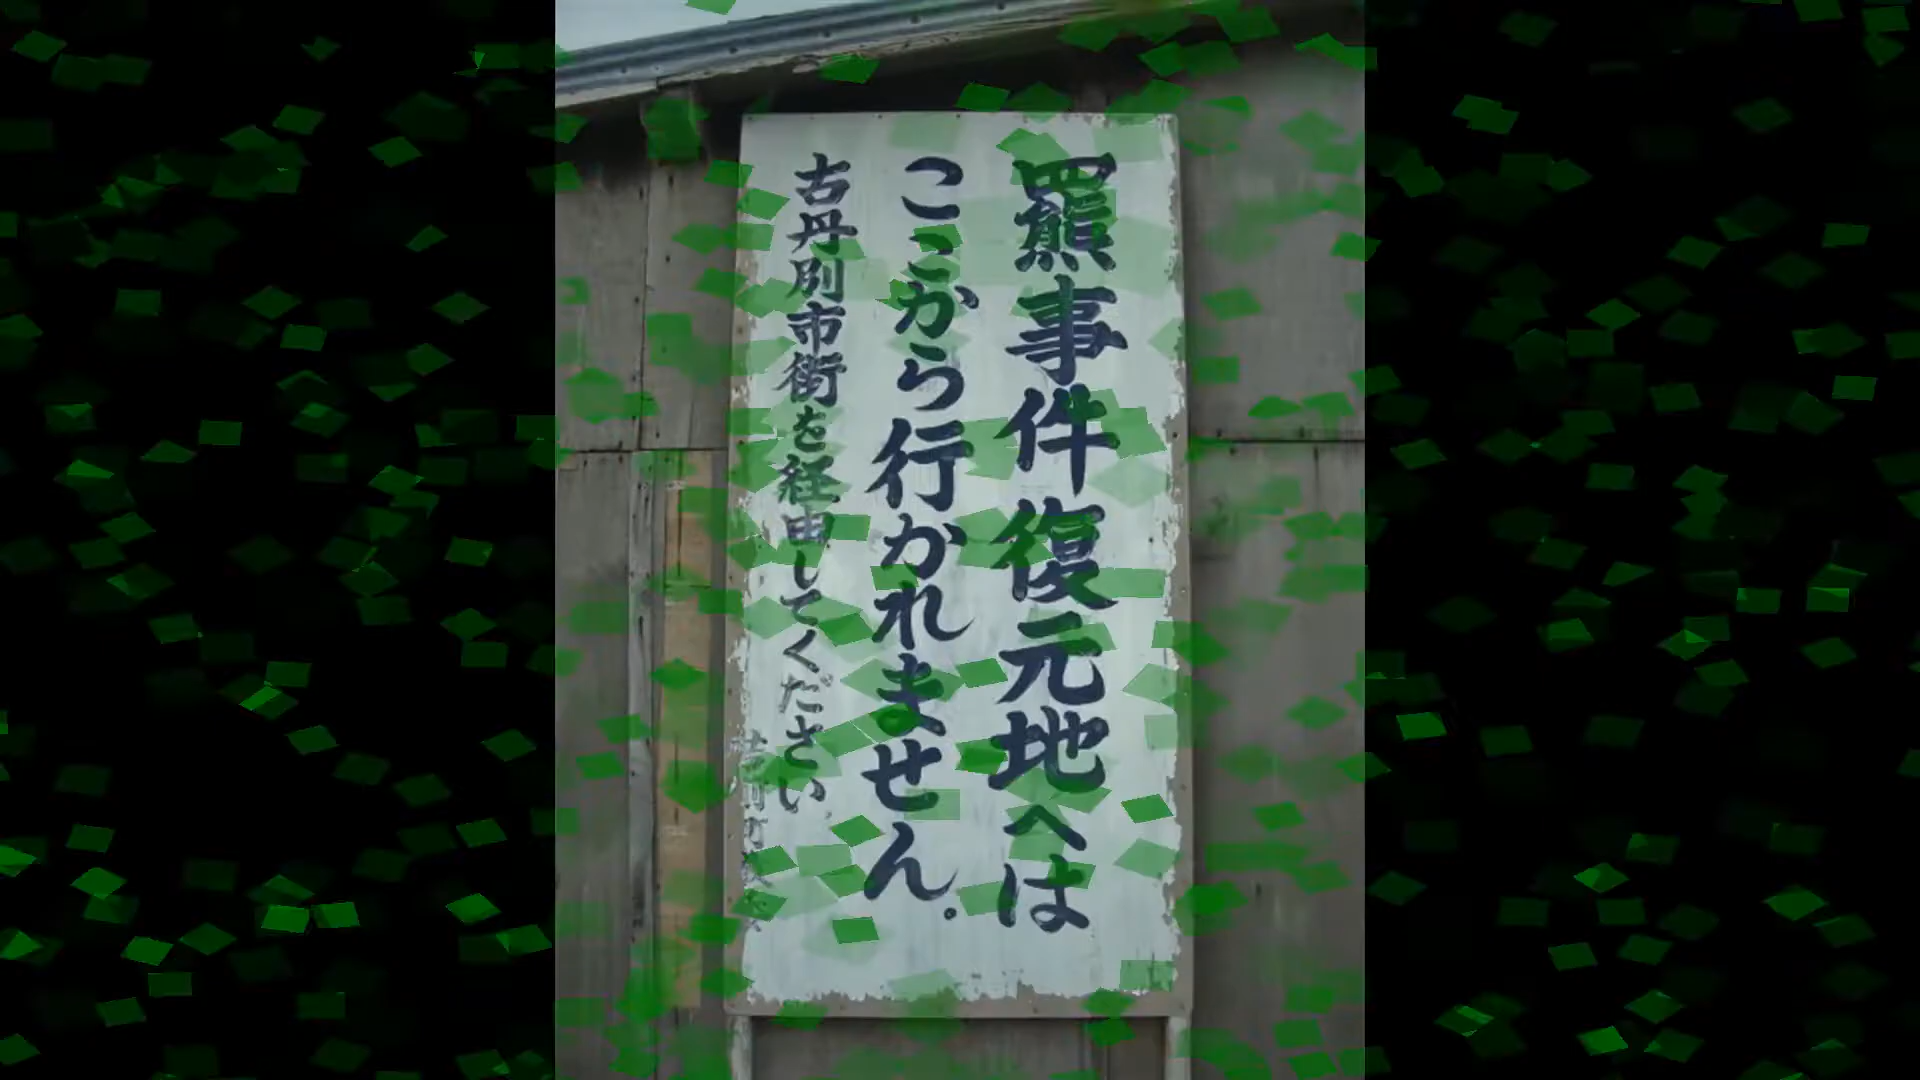 羆事件復元地へは
ここから行かれません。
古丹別市街を経由してください